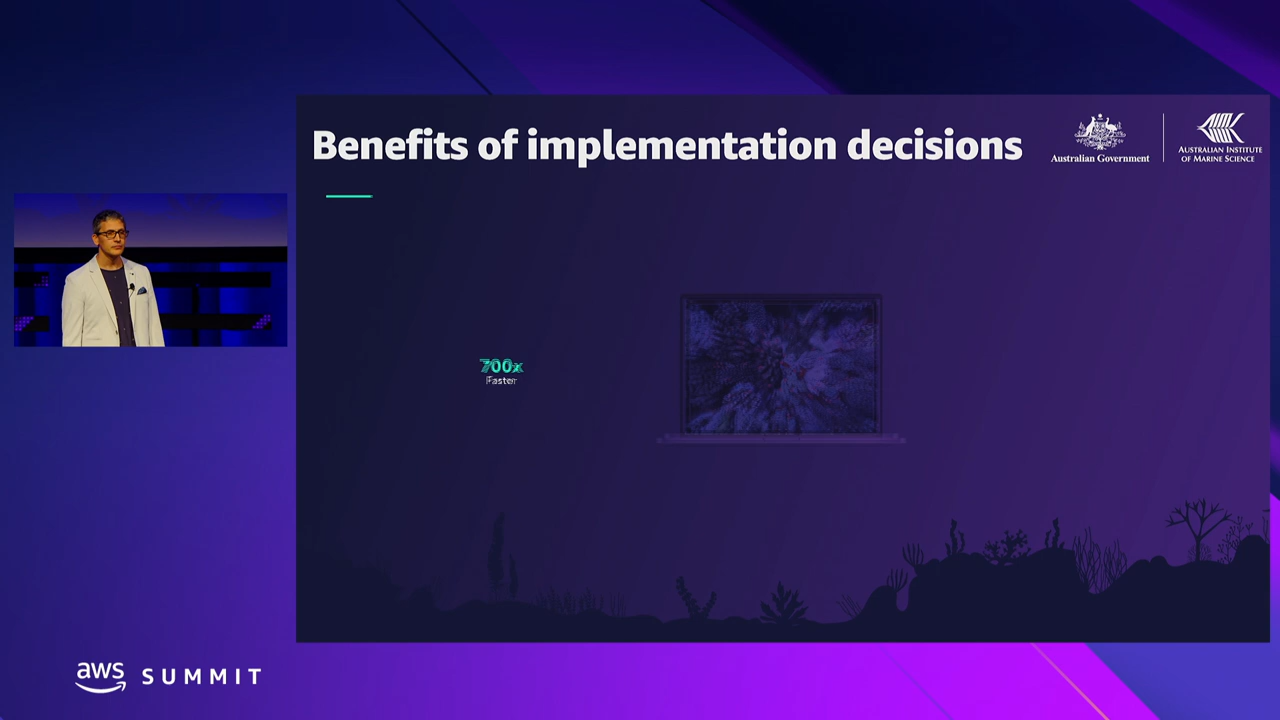 Benefits of implementation decisions
Australian Government
AUSTRALIAN INSTITUTE
OF MARINE SCIENCE
700x
Faster
aws SUMMIT